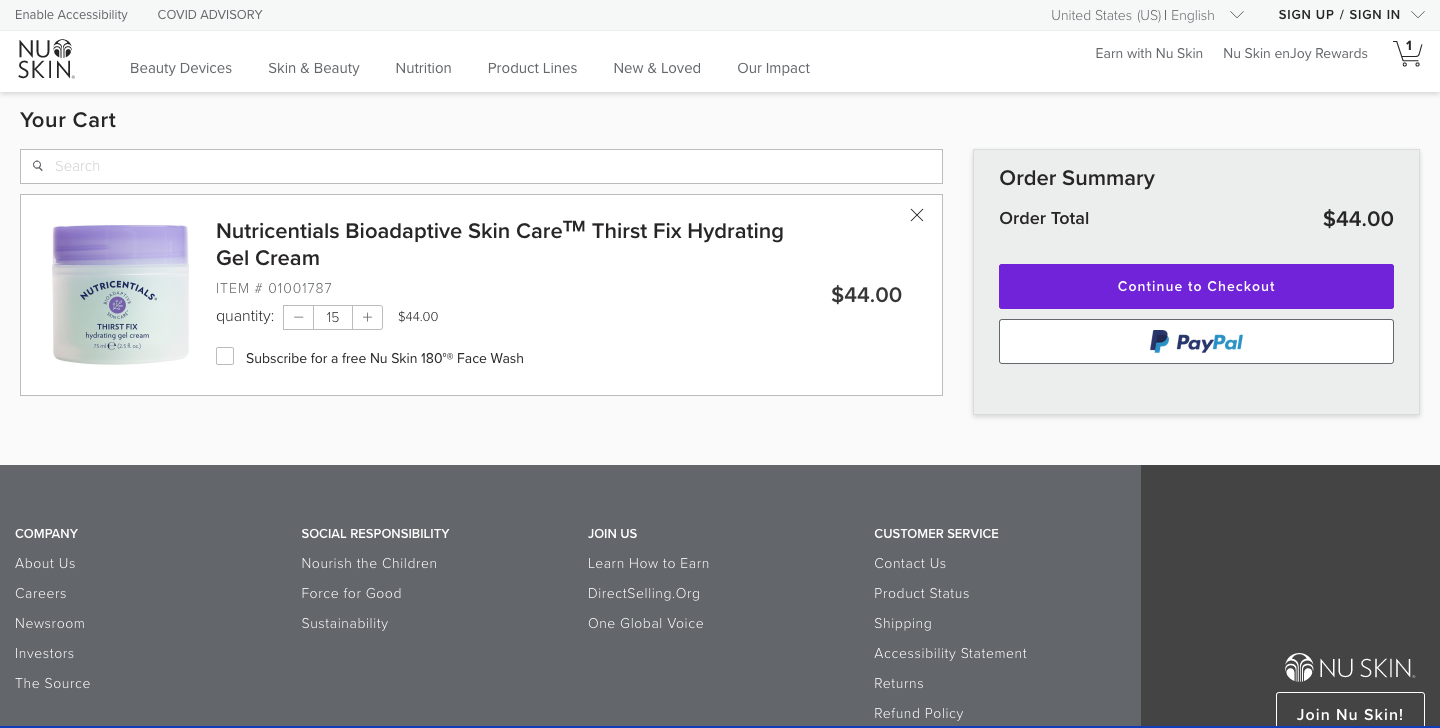 Enable Accessibility
COVID ADVISORY
United States (US) | English
SIGN UP / SIGN IN
NU SKIN
Beauty Devices
Skin & Beauty
Nutrition
Product Lines
New & Loved
Our Impact
Earn with Nu Skin
Nu Skin enJoy Rewards
1
Your Cart
Search
Nutricentials Bioadaptive Skin Care™ Thirst Fix Hydrating
Gel Cream
ITEM # 01001787
quantity: − 15 + $44.00
$44.00
Subscribe for a free Nu Skin 180°® Face Wash
NUTRICENTIALS
BIOADAPTIVE
SKIN CARE
THIRST FIX
hydrating gel cream
75 ml ℮ (2.5 fl. oz.)
Order Summary
Order Total
$44.00
Continue to Checkout
PayPal
COMPANY
About Us
Careers
Newsroom
Investors
The Source
SOCIAL RESPONSIBILITY
Nourish the Children
Force for Good
Sustainability
JOIN US
Learn How to Earn
DirectSelling.Org
One Global Voice
CUSTOMER SERVICE
Contact Us
Product Status
Shipping
Accessibility Statement
Returns
Refund Policy
NU SKIN
Join Nu Skin!